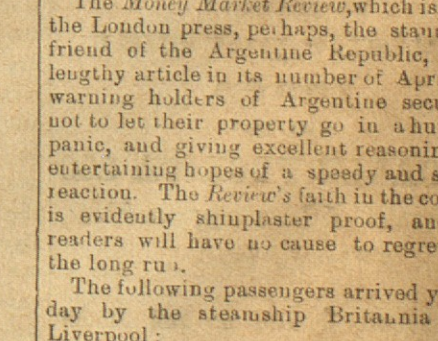 The Money Market Review, which is
the London press, perhaps, the
friend of the Argentine Republic,
lengthy article in its number of Apr
warning holders of Argentine secu
not to let their property go in a hu
panic, and giving excellent reasonin
entertaining hopes of a speedy and s
reaction. The Review's faith in the co
is evidently shinplaster proof, an
readers will have no cause to regre
the long run.
The following passengers arrived y
day by the steamship Britannia
Liverpool: